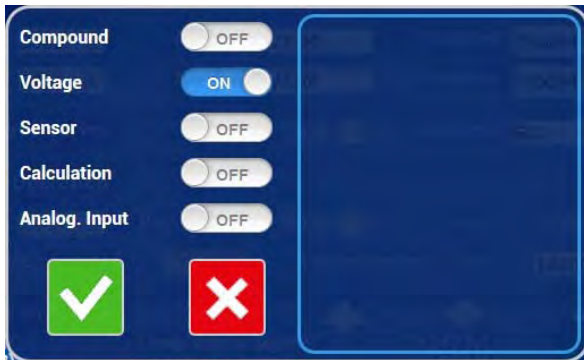 Compound OFF
Voltage ON
Sensor OFF
Calculation OFF
Analog. Input OFF